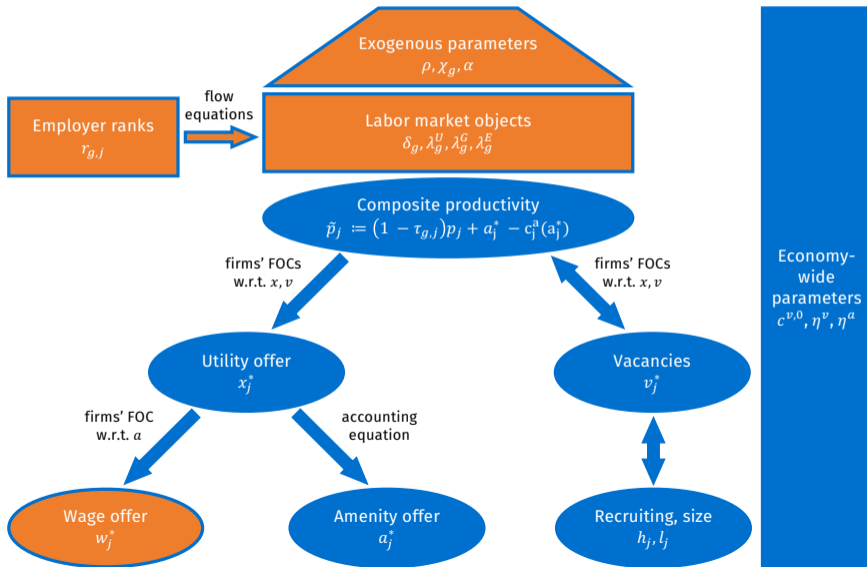 Exogenous parameters
ρ, χ_g, α
flow
equations
Employer ranks
r_{g,j}
Labor market objects
δ_g, λ_g^U, λ_g^G, λ_g^E
Composite productivity
p̃_j ≔ (1 − τ_{g,j})p_j + a_j^* − c_j^a(a_j^*)
firms’ FOCs
w.r.t. x, v
firms’ FOCs
w.r.t. x, v
Economy-
wide
parameters
c^{v,0}, η^v, η^a
Utility offer
x_j^*
Vacancies
v_j^*
firms’ FOC
w.r.t. a
accounting
equation
Wage offer
w_j^*
Amenity offer
a_j^*
Recruiting, size
h_j, l_j